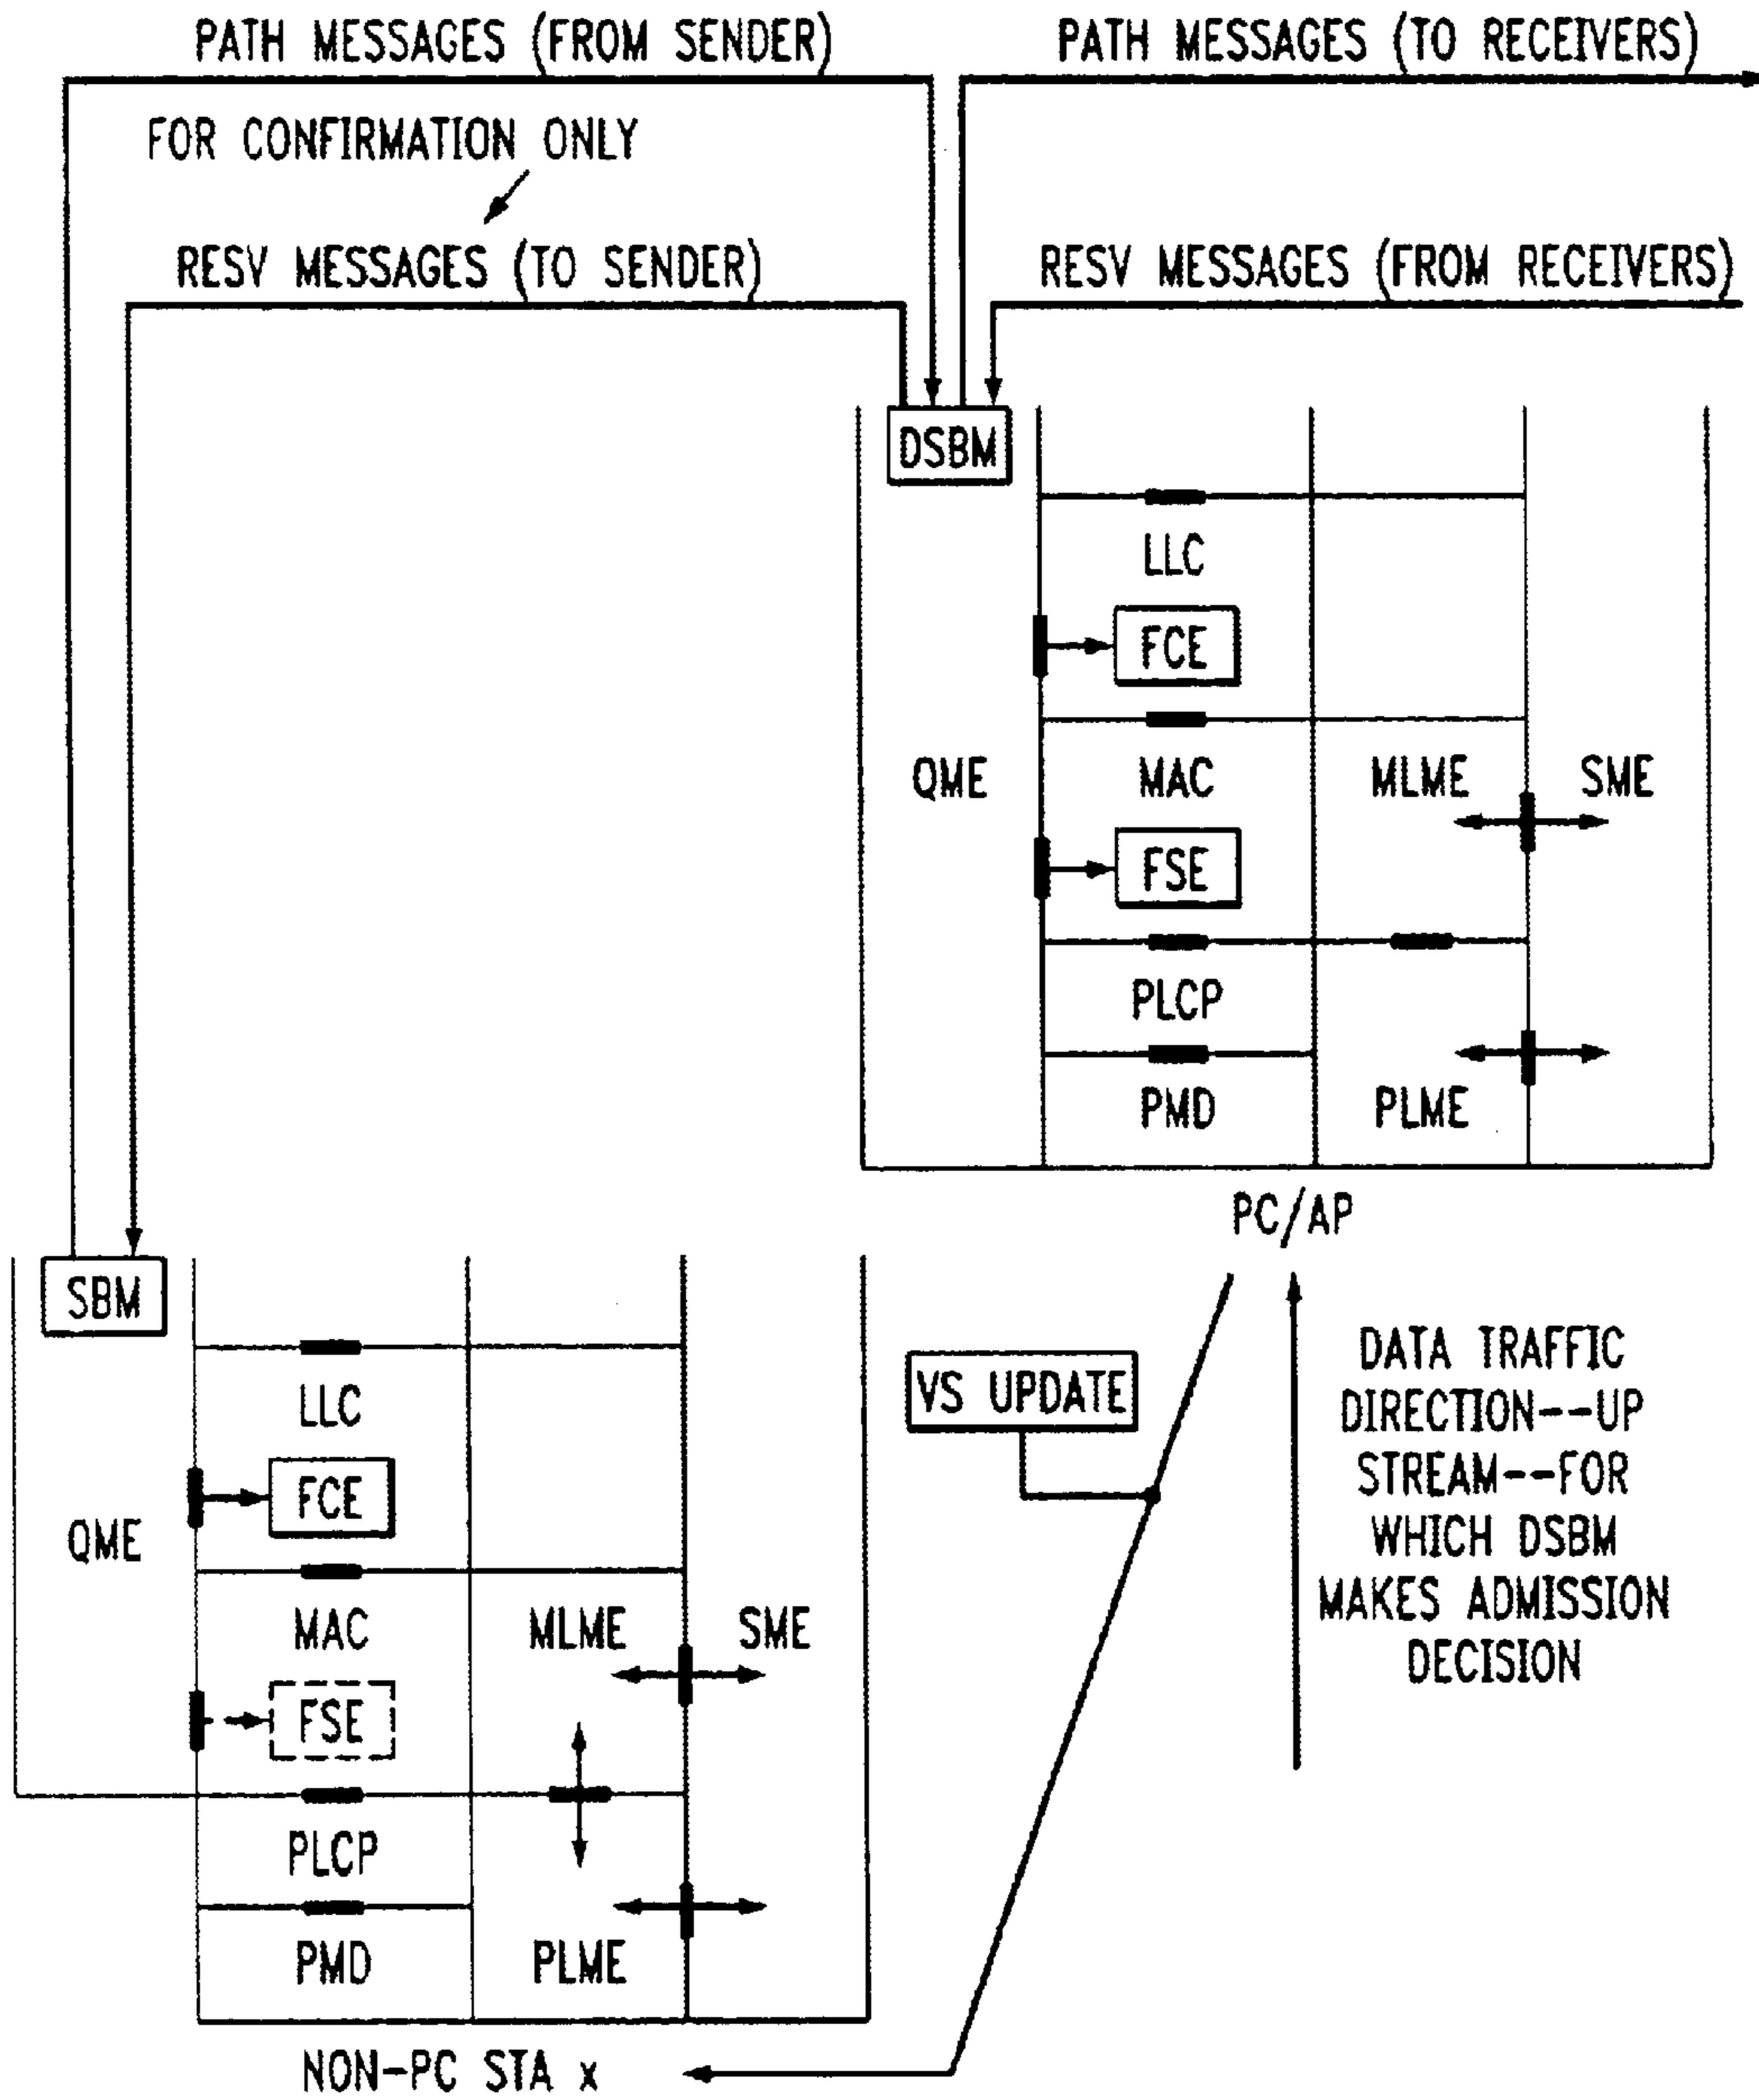 PATH MESSAGES (FROM SENDER)
PATH MESSAGES (TO RECEIVERS)
FOR CONFIRMATION ONLY
RESV MESSAGES (TO SENDER)
RESV MESSAGES (FROM RECEIVERS)
DSBM
LLC
FCE
QME
MAC
MLME
SME
FSE
PLCP
PMD
PLME
PC/AP
SBM
LLC
FCE
QME
MAC
MLME
SME
FSE
PLCP
PMD
PLME
NON-PC STA x
VS UPDATE
DATA TRAFFIC
DIRECTION--UP
STREAM--FOR
WHICH DSBM
MAKES ADMISSION
DECISION